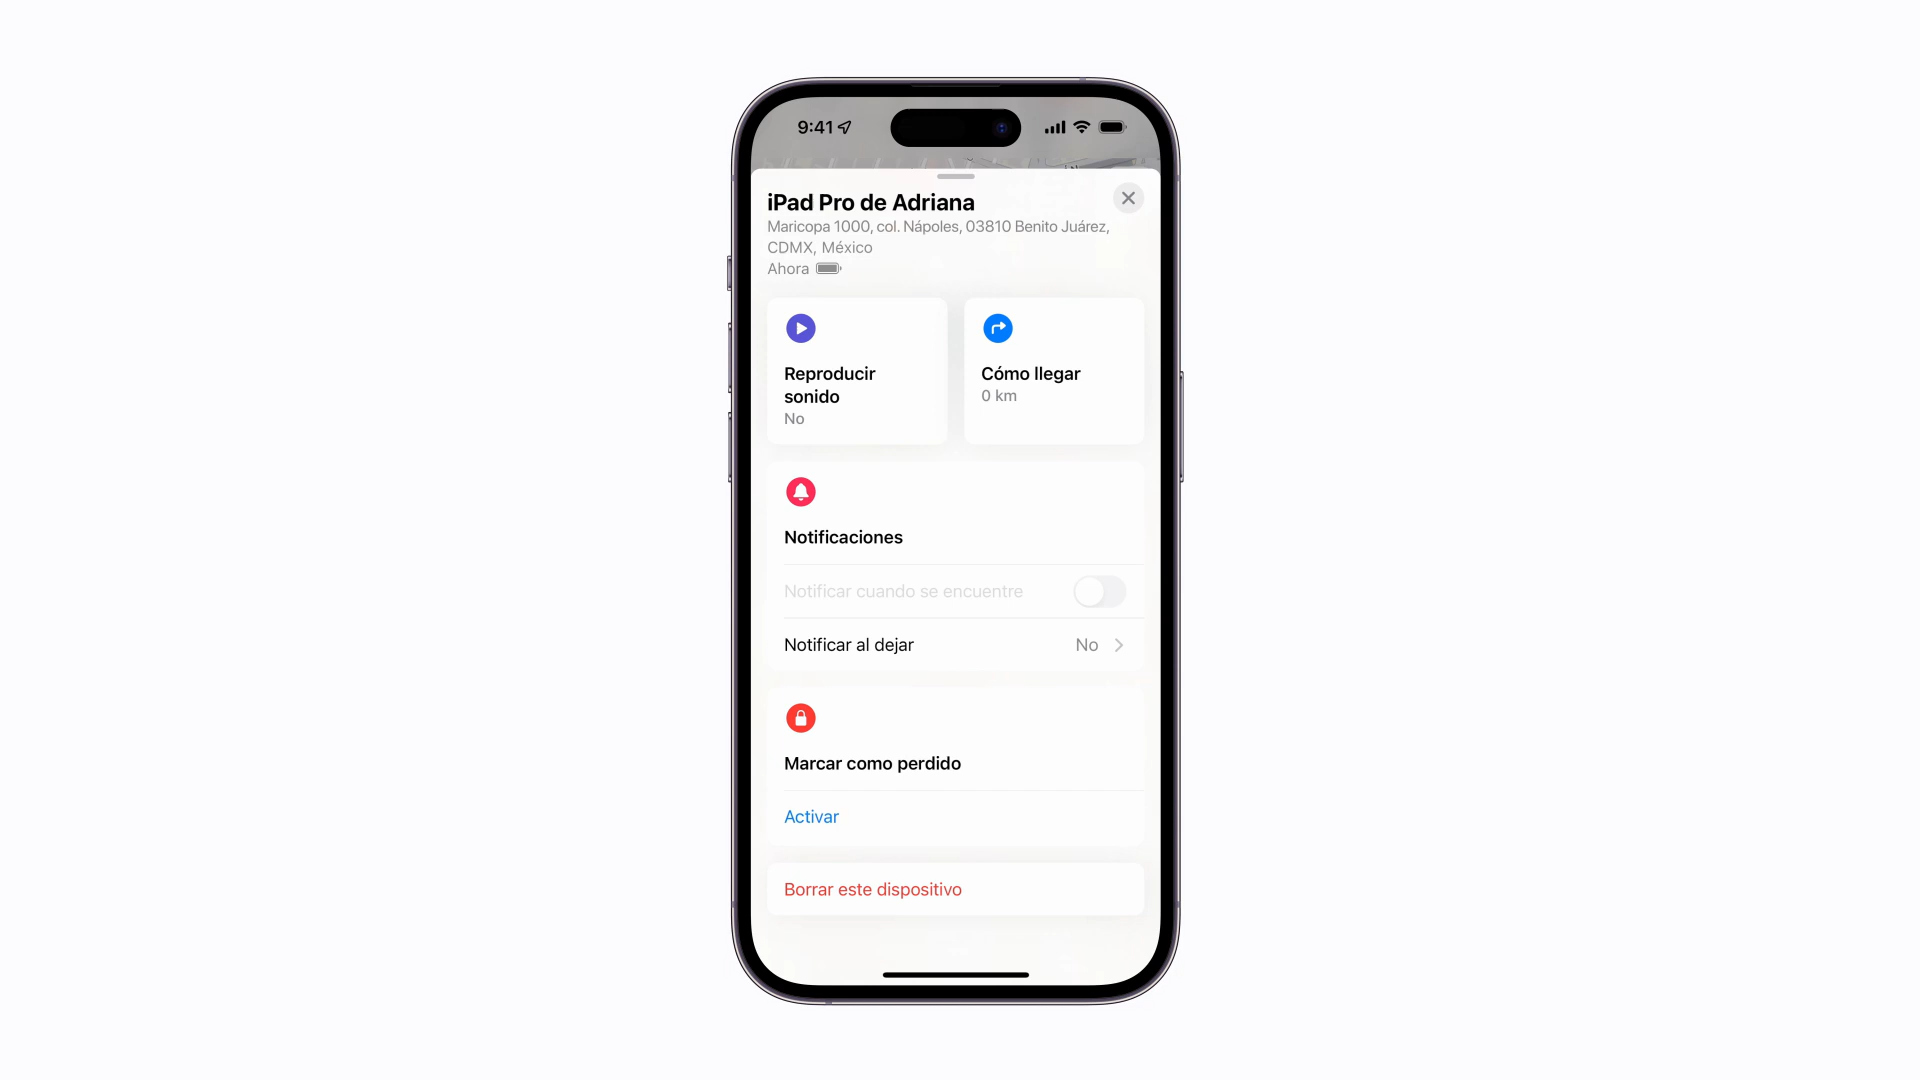 9:41
iPad Pro de Adriana
Maricopa 1000, col. Nápoles, 03810 Benito Juárez,
CDMX, México
Ahora
Reproducir
sonido
No
Cómo llegar
0 km
Notificaciones
Notificar cuando se encuentre
Notificar al dejar No
Marcar como perdido
Activar
Borrar este dispositivo